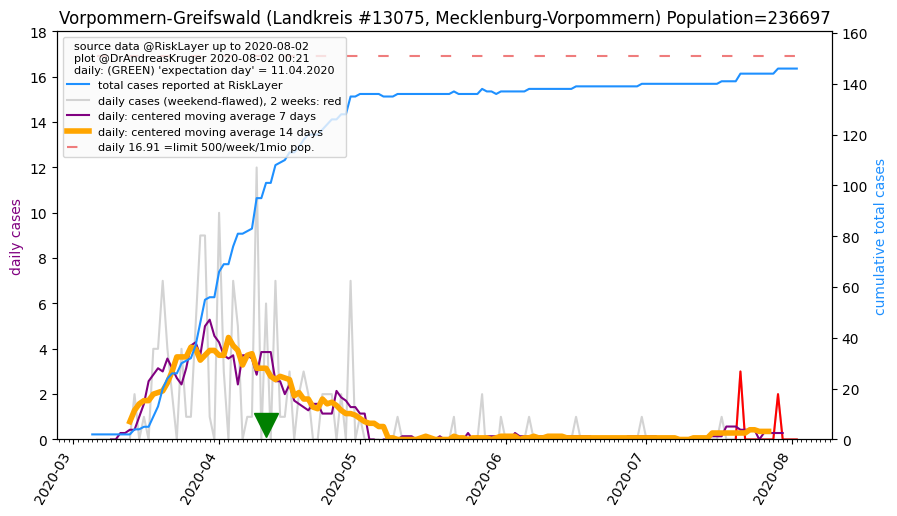 Vorpommern-Greifswald (Landkreis #13075, Mecklenburg-Vorpommern) Population=236697
source data @RiskLayer up to 2020-08-02
plot @DrAndreasKruger 2020-08-02 00:21
daily: (GREEN) 'expectation day' = 11.04.2020
total cases reported at RiskLayer
daily cases (weekend-flawed), 2 weeks: red
daily: centered moving average 7 days
daily: centered moving average 14 days
daily 16.91 =limit 500/week/1mio pop.
daily cases
18
16
14
12
10
8
6
4
2
0
cumulative total cases
160
140
120
100
80
60
40
20
0
2020-03
2020-04
2020-05
2020-06
2020-07
2020-08